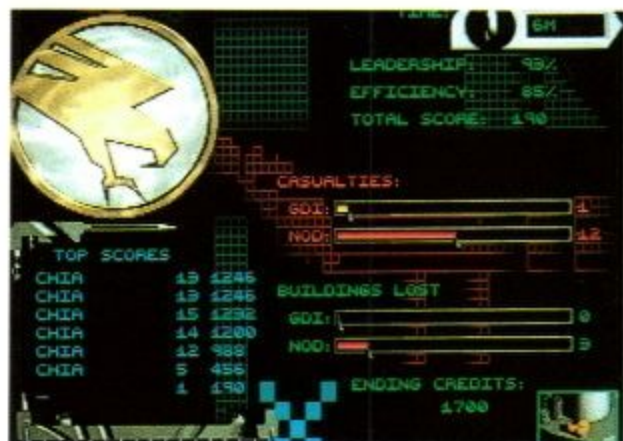 TIME:
6M
LEADERSHIP: 93%
EFFICIENCY: 85%
TOTAL SCORE: 190
CASUALTIES:
GDI: 1
NOD: 12
TOP SCORES
CHIA 13 1246
CHIA 13 1246
CHIA 15 1232
CHIA 14 1200
CHIA 12 988
CHIA 5 456
1 190
BUILDINGS LOST
GDI: 0
NOD: 3
ENDING CREDITS:
1700